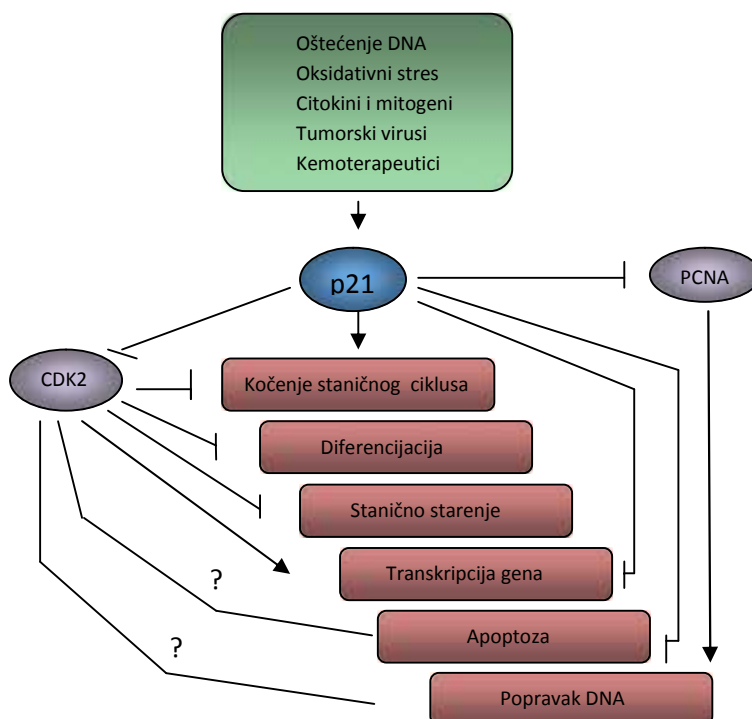 Oštećenje DNA
Oksidativni stres
Citokini i mitogeni
Tumorski virusi
Kemoterapeutici
p21
PCNA
CDK2
Kočenje staničnog ciklusa
Diferencijacija
Stanično starenje
Transkripcija gena
?
Apoptoza
?
Popravak DNA